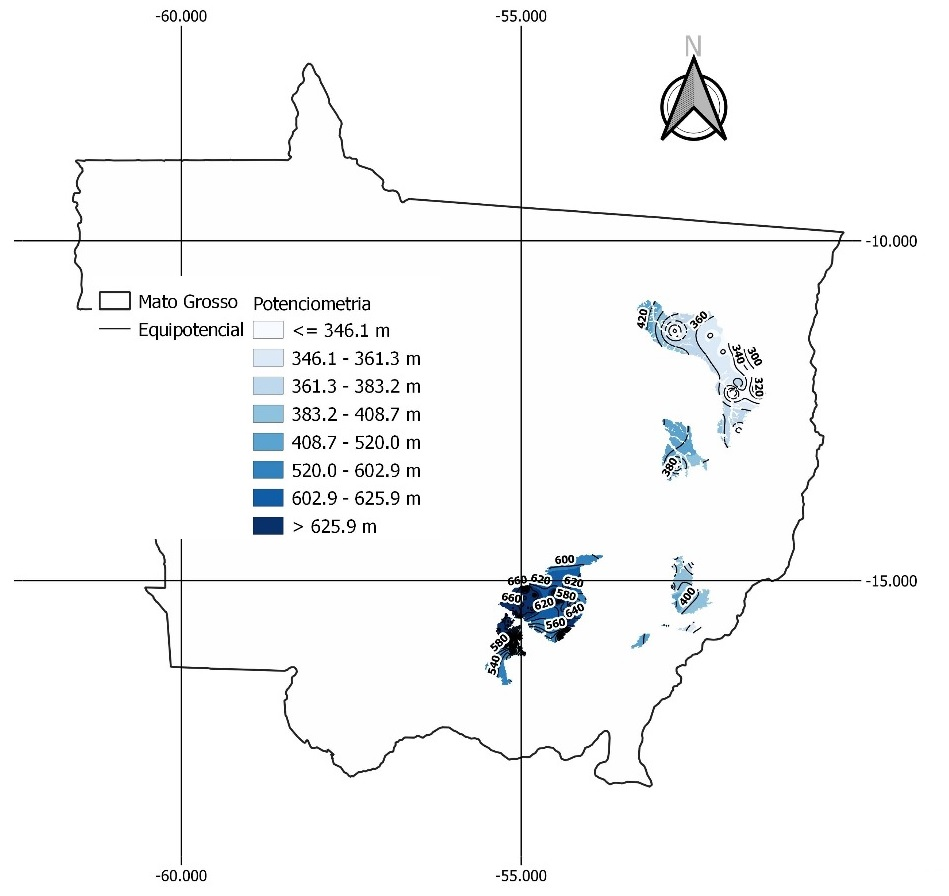 -60.000 -55.000
N
-10.000
Mato Grosso
Equipotencial
Potenciometria
<= 346.1 m
346.1 - 361.3 m
361.3 - 383.2 m
383.2 - 408.7 m
408.7 - 520.0 m
520.0 - 602.9 m
602.9 - 625.9 m
> 625.9 m
420
360
340
300
320
380
600
-15.000
660 620 620
660 580
620 640
560
400
580
540
-60.000 -55.000